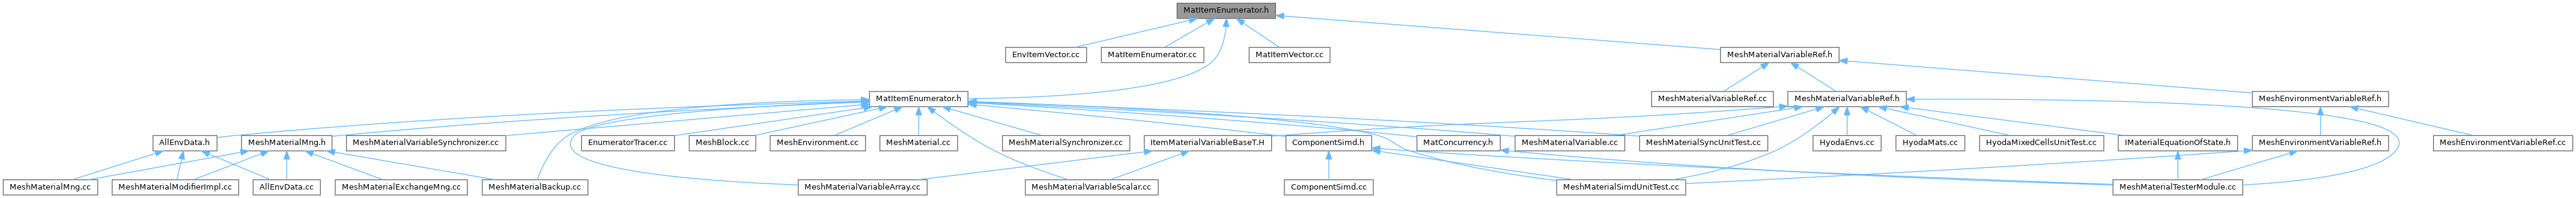 MatItemEnumerator.h
EnvItemVector.cc
MatItemEnumerator.cc
MatItemVector.cc
MeshMaterialVariableRef.h
MatItemEnumerator.h
MeshMaterialVariableRef.cc
MeshMaterialVariableRef.h
MeshEnvironmentVariableRef.h
AllEnvData.h
MeshMaterialMng.h
MeshMaterialVariableSynchronizer.cc
EnumeratorTracer.cc
MeshBlock.cc
MeshEnvironment.cc
MeshMaterial.cc
MeshMaterialSynchronizer.cc
ItemMaterialVariableBaseT.H
ComponentSimd.h
MatConcurrency.h
MeshMaterialVariable.cc
MeshMaterialSyncUnitTest.cc
HyodaEnvs.cc
HyodaMats.cc
HyodaMixedCellsUnitTest.cc
IMaterialEquationOfState.h
MeshEnvironmentVariableRef.h
MeshEnvironmentVariableRef.cc
MeshMaterialMng.cc
MeshMaterialModifierImpl.cc
AllEnvData.cc
MeshMaterialExchangeMng.cc
MeshMaterialBackup.cc
MeshMaterialVariableArray.cc
MeshMaterialVariableScalar.cc
ComponentSimd.cc
MeshMaterialSimdUnitTest.cc
MeshMaterialTesterModule.cc